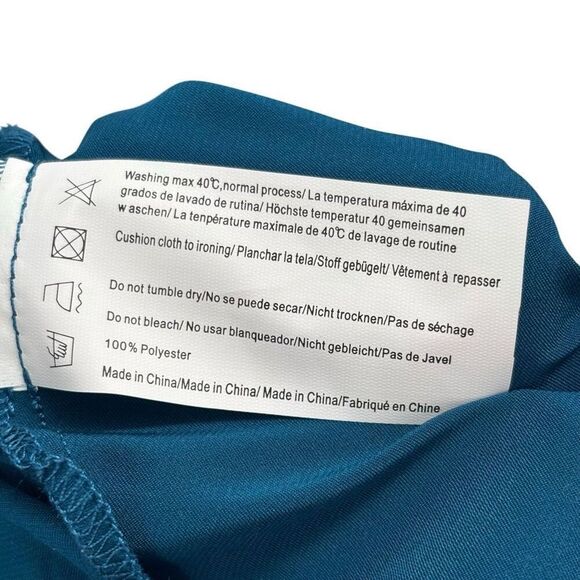 Washing max 40℃,normal process/ La temperatura máxima de 40
grados de lavado de rutina/ Höchste temperatur 40 gemeinsamen
w aschen/ La tenpérature maximale de 40℃ de lavage de routine
Cushion cloth to ironing/ Planchar la tela/Stoff gebügelt/ Vêtement à repasser
Do not tumble dry/No se puede secar/Nicht trocknen/Pas de séchage
Do not bleach/ No usar blanqueador/Nicht gebleicht/Pas de Javel
100% Polyester
Made in China/Made in China/ Made in China/Fabriqué en Chine